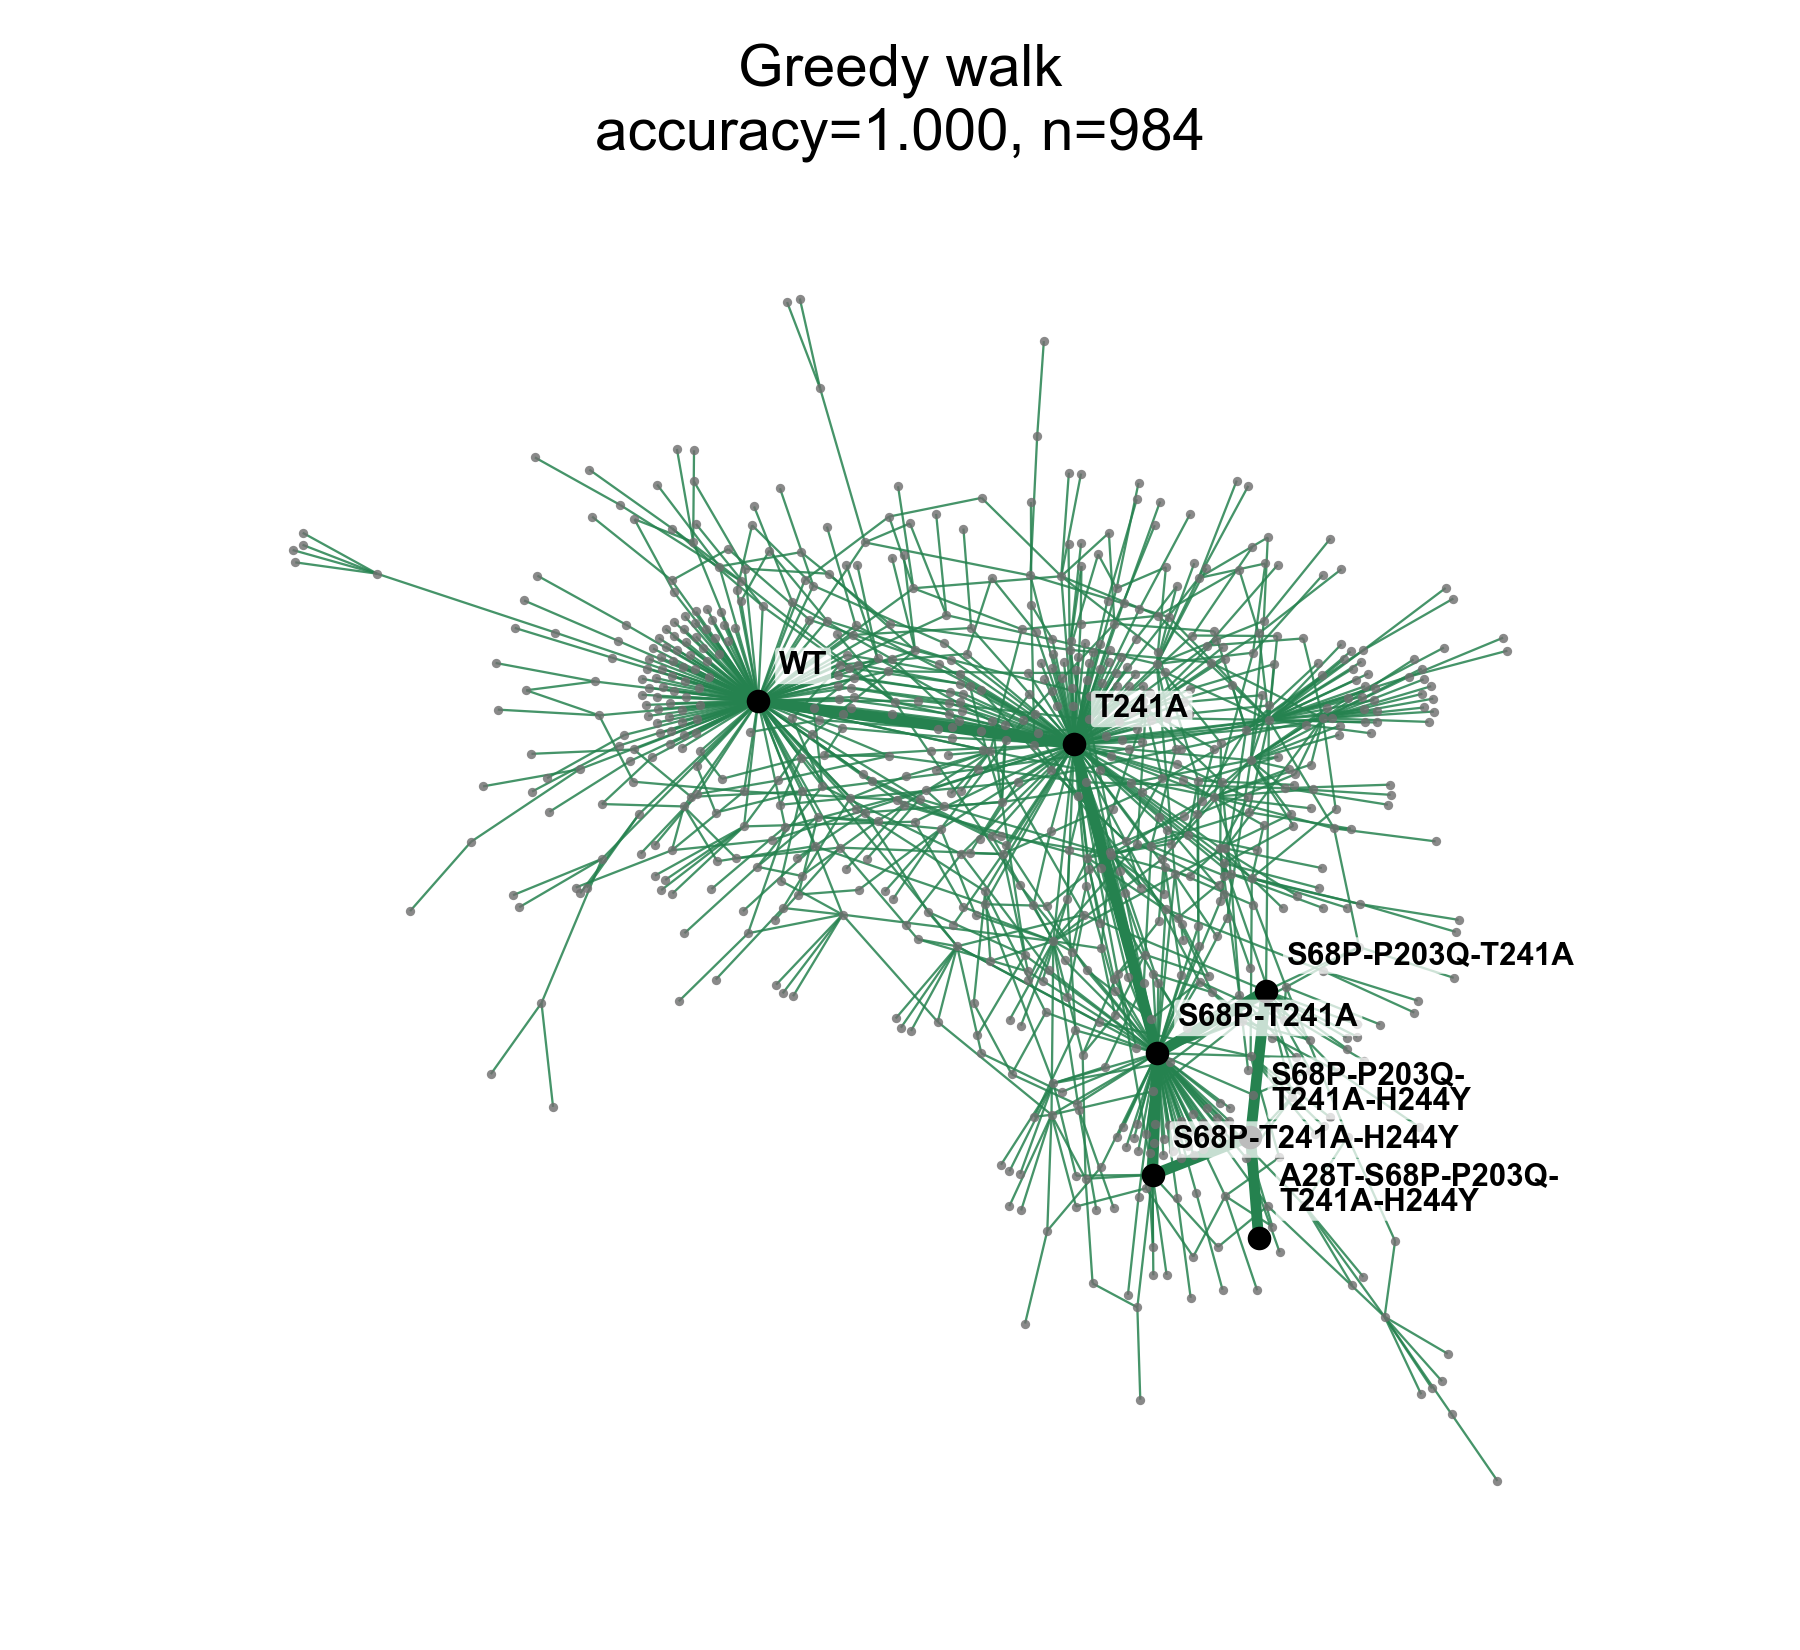 Greedy walk
accuracy=1.000, n=984
WT
T241A
S68P-P203Q-T241A
S68P-T241A
S68P-P203Q-
T241A-H244Y
S68P-T241A-H244Y
A28T-S68P-P203Q-
T241A-H244Y